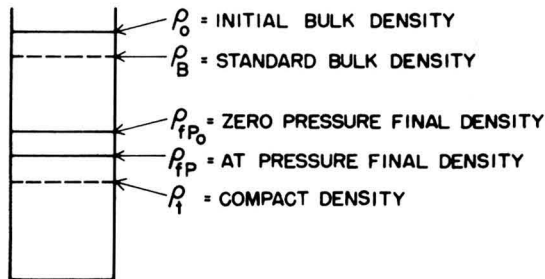 ρo = INITIAL BULK DENSITY
ρB = STANDARD BULK DENSITY
ρfPo = ZERO PRESSURE FINAL DENSITY
ρfP = AT PRESSURE FINAL DENSITY
ρt = COMPACT DENSITY